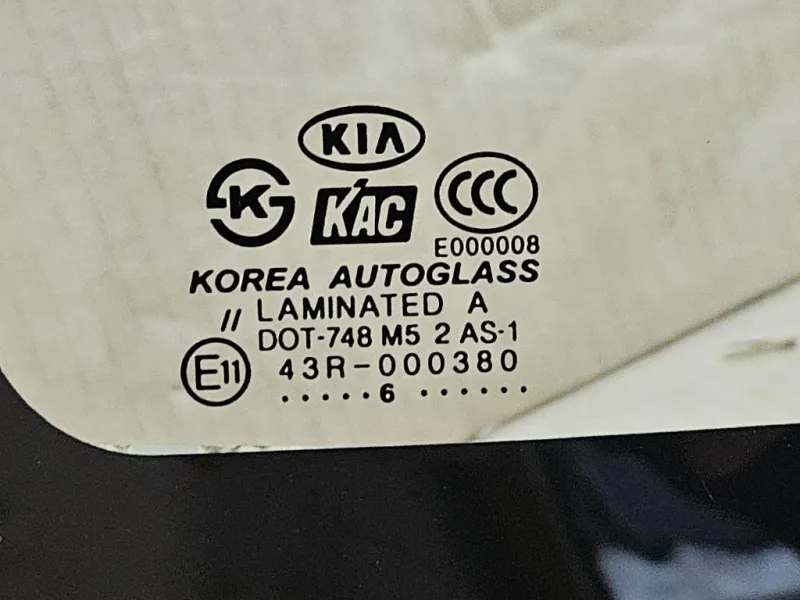 KIA
K
KAC
CCC
E000008
KOREA AUTOGLASS
// LAMINATED A
DOT-748 M5 2 AS-1
E11
43R-000380
.....6 ......